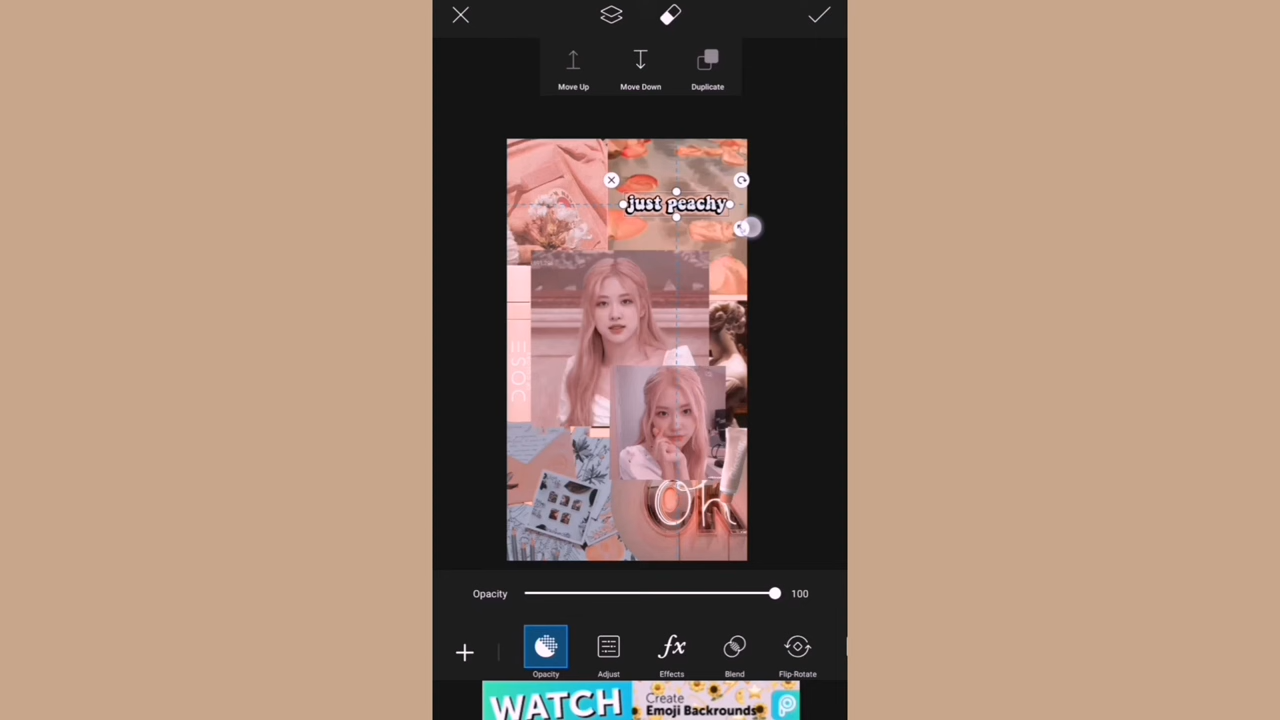 Move Up Move Down Duplicate
just peachy
DOSE
Oh
Opacity 100
Opacity Adjust Effects Blend Flip-Rotate
WATCH Create
Emoji Backrounds